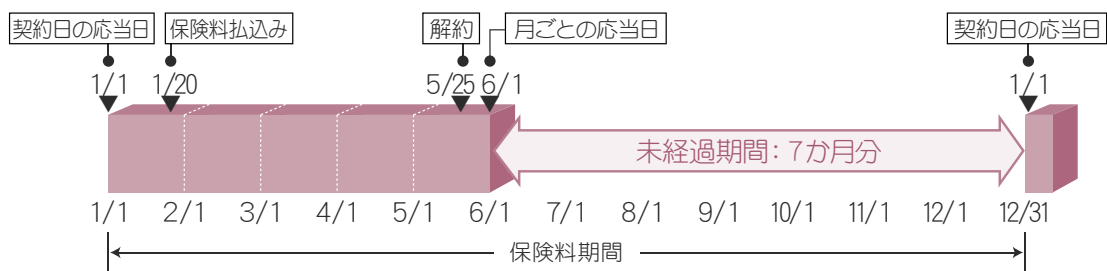 契約日の応当日 保険料払込み 解約 月ごとの応当日 契約日の応当日
1/1 1/20 5/25 6/1 1/1
未経過期間：7か月分
1/1 2/1 3/1 4/1 5/1 6/1 7/1 8/1 9/1 10/1 11/1 12/1 12/31
保険料期間